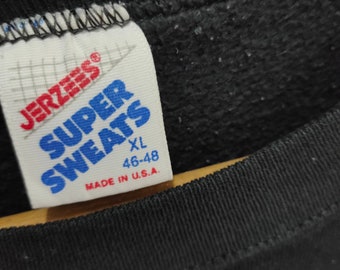 JERZEES®
SUPER
SWEATS
XL
46-48
MADE IN U.S.A.